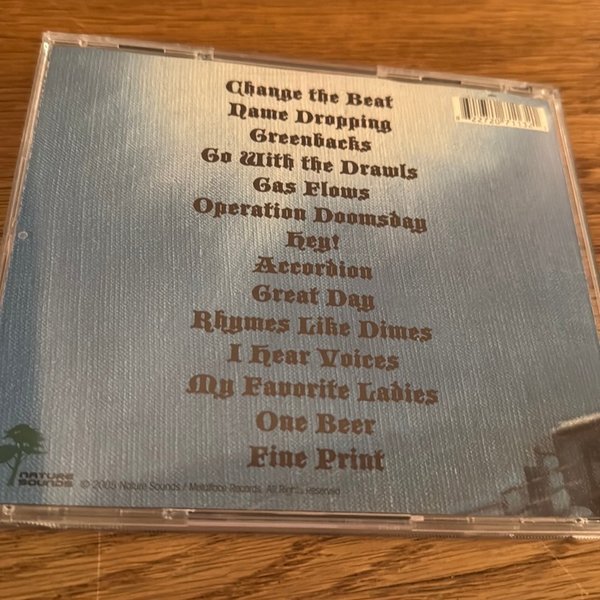 Change the Beat
Name Dropping
Greenbacks
Go With the Drawls
Gas Flows
Operation Doomsday
Hey!
Accordion
Great Day
Rhymes Like Dimes
I Hear Voices
My Favorite Ladies
One Beer
Fine Print
NATURE
SOUNDS
© 2005 Nature Sounds / Metalface Records. All Rights Reserved